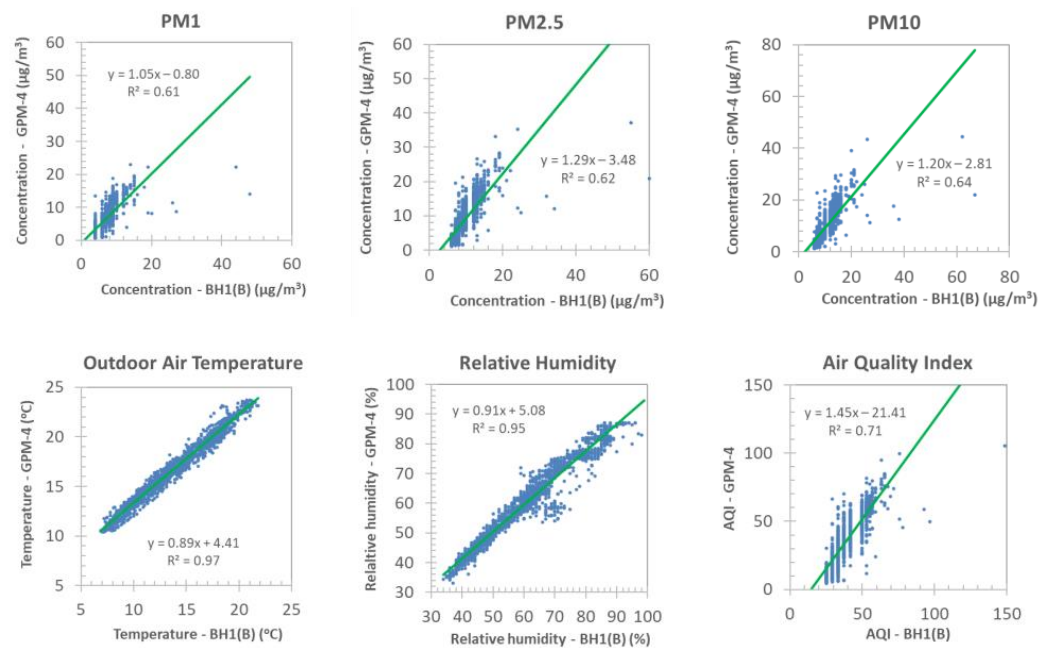 PM1
Concentration - GPM-4 (µg/m³)
60
50
40
30
20
10
0
y = 1.05x – 0.80
R² = 0.61
0 20 40 60
Concentration - BH1(B) (µg/m³)
PM2.5
Concentration - GPM-4 (µg/m³)
60
50
40
30
20
10
0
y = 1.29x – 3.48
R² = 0.62
0 20 40 60
Concentration - BH1(B) (µg/m³)
PM10
Concentration - GPM-4 (µg/m³)
80
60
40
20
0
y = 1.20x – 2.81
R² = 0.64
0 20 40 60 80
Concentration - BH1(B) (µg/m³)
Outdoor Air Temperature
Temperature - GPM-4 (°C)
25
20
15
10
5
y = 0.89x + 4.41
R² = 0.97
5 10 15 20 25
Temperature - BH1(B) (°C)
Relative Humidity
Relaltive humidity - GPM-4 (%)
100
90
80
70
60
50
40
30
y = 0.91x + 5.08
R² = 0.95
30 40 50 60 70 80 90 100
Relative humidity - BH1(B) (%)
Air Quality Index
AQI - GPM-4
150
100
50
0
y = 1.45x – 21.41
R² = 0.71
0 50 100 150
AQI - BH1(B)